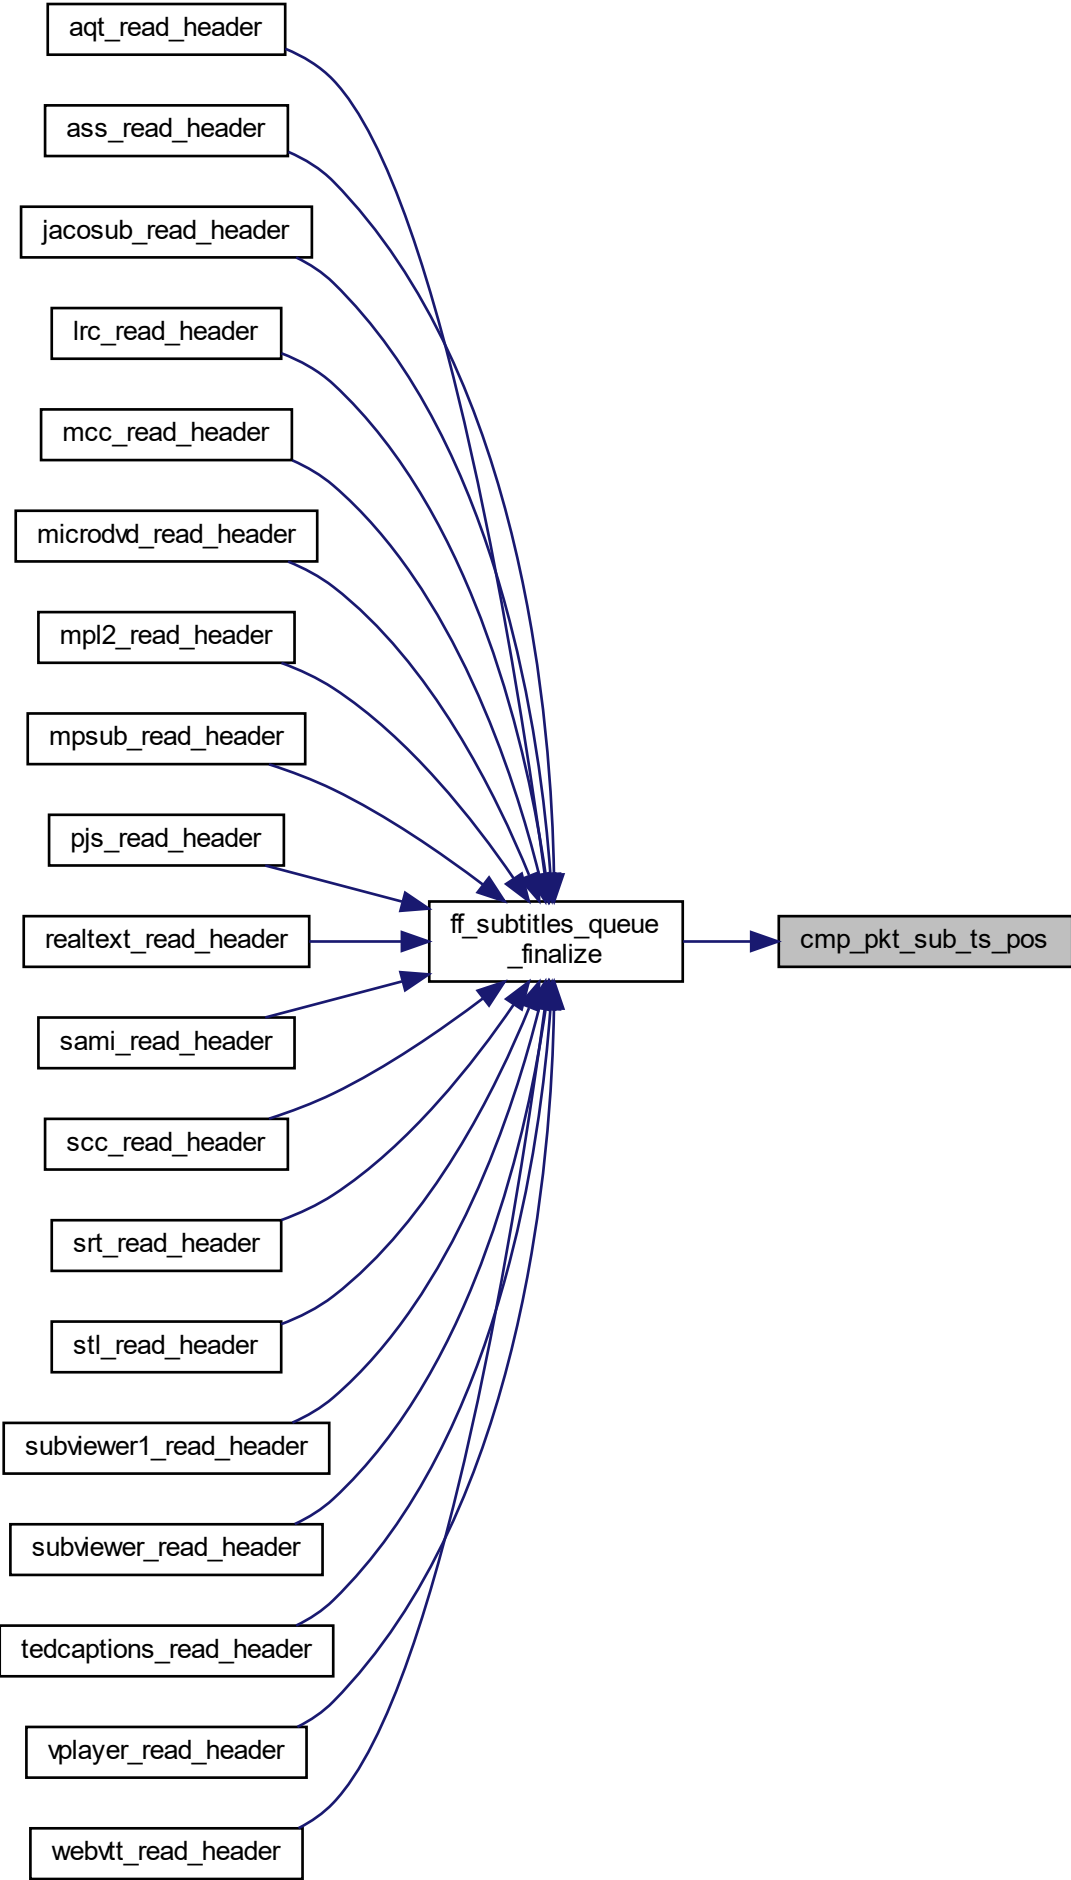 aqt_read_header
ass_read_header
jacosub_read_header
lrc_read_header
mcc_read_header
microdvd_read_header
mpl2_read_header
mpsub_read_header
pjs_read_header
realtext_read_header
sami_read_header
scc_read_header
srt_read_header
stl_read_header
subviewer1_read_header
subviewer_read_header
tedcaptions_read_header
vplayer_read_header
webvtt_read_header
ff_subtitles_queue
_finalize
cmp_pkt_sub_ts_pos